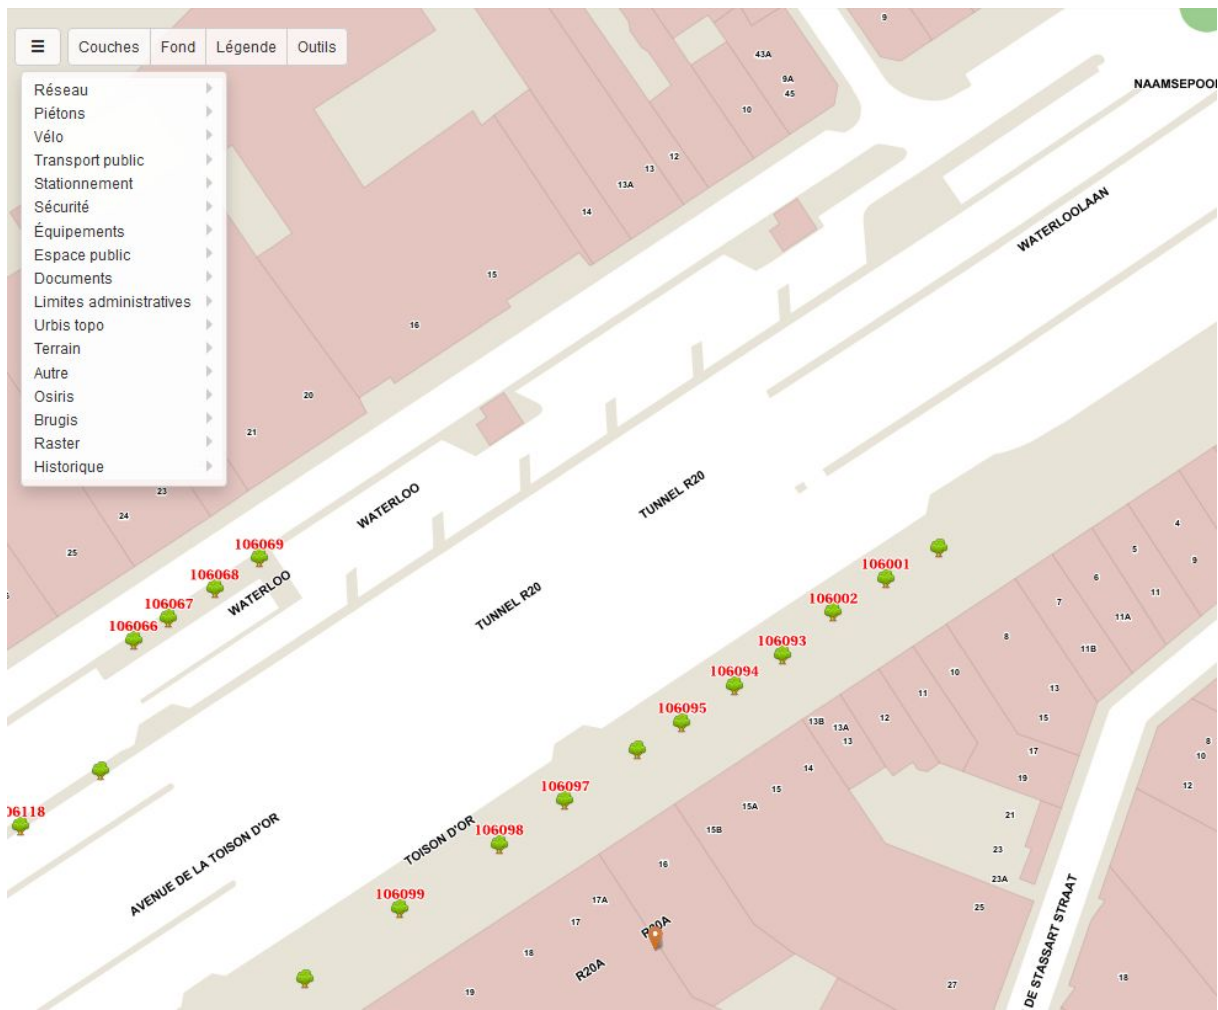 ☰ Couches Fond Légende Outils
Réseau
Piétons
Vélo
Transport public
Stationnement
Sécurité
Équipements
Espace public
Documents
Limites administratives
Urbis topo
Terrain
Autre
Osiris
Brugis
Raster
Historique
9
43A
9A
45
10
12
13
13A
14
15
16
20
21
23
24
25
NAAMSEPOOR
WATERLOOLAAN
WATERLOO
TUNNEL R20
WATERLOO
TUNNEL R20
106069
106068
106067
106066
106001
106002
106093
106094
106095
106097
106098
106099
06118
AVENUE DE LA TOISON D'OR
TOISON D'OR
4
5
9
6
11
7
11A
8
11B
10
13
11
15
12
17
13B
13A
13
19
14
15
15A
15B
16
17A
17
18
19
R20A
R20A
21
23
23A
25
27
8
10
12
18
DE STASSART STRAAT